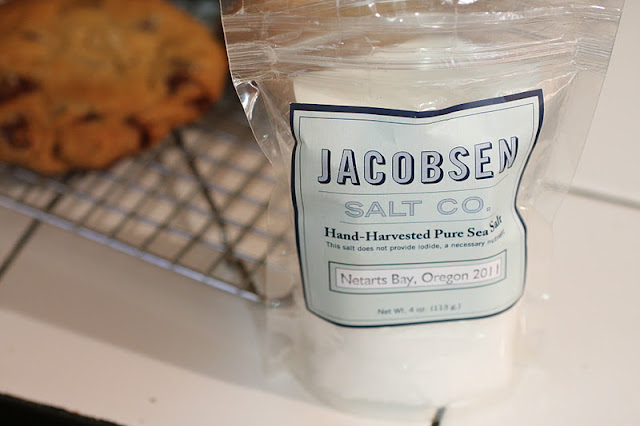 JACOBSEN
SALT CO.
Hand-Harvested Pure Sea Salt
This salt does not provide iodide, a necessary nutrient.
Netarts Bay, Oregon 2011
Net Wt. 4 oz. (113 g.)